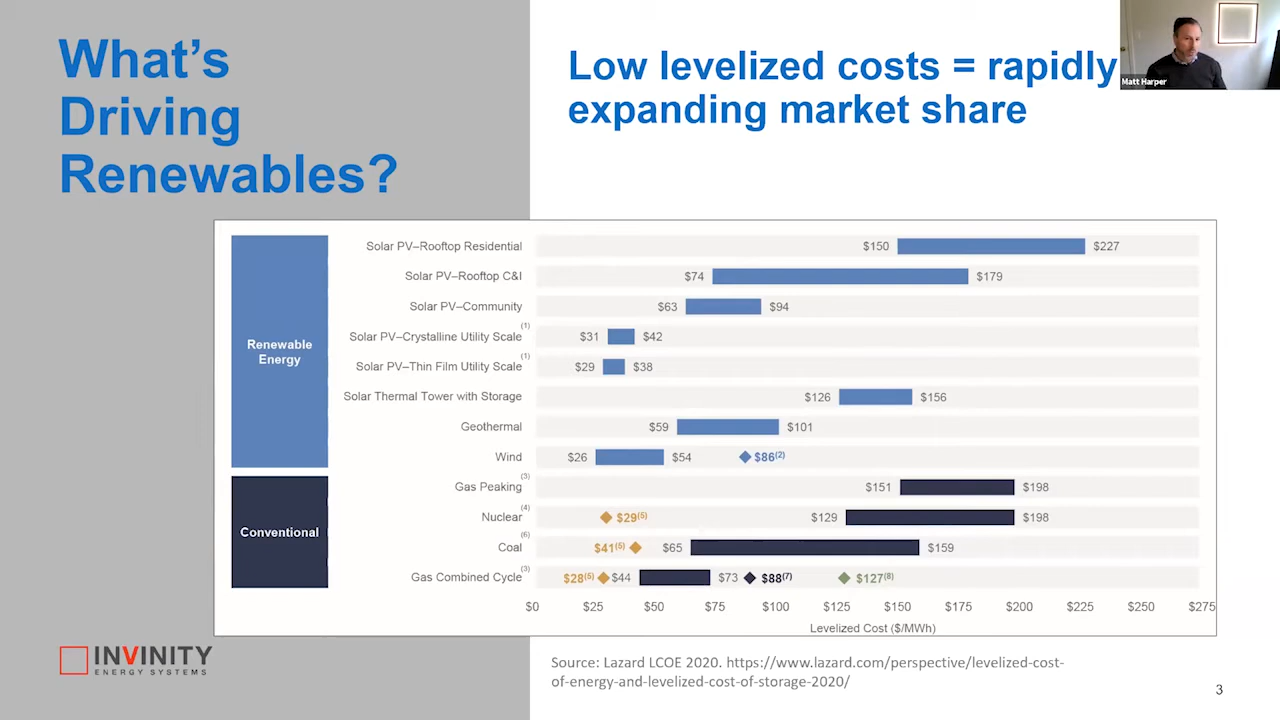 What's
Driving
Renewables?
Low levelized costs = rapidly
expanding market share
Matt Harper
Renewable
Energy
Solar PV–Rooftop Residential $150 $227
Solar PV–Rooftop C&I $74 $179
Solar PV–Community $63 $94
Solar PV–Crystalline Utility Scale(1) $31 $42
Solar PV–Thin Film Utility Scale(1) $29 $38
Solar Thermal Tower with Storage $126 $156
Geothermal $59 $101
Wind $26 $54 $86(2)
Conventional
Gas Peaking(3) $151 $198
Nuclear(4) $29(5) $129 $198
Coal(6) $41(5) $65 $159
Gas Combined Cycle(3) $28(5) $44 $73 $88(7) $127(8)
$0 $25 $50 $75 $100 $125 $150 $175 $200 $225 $250 $275
Levelized Cost ($/MWh)
INVINITY
ENERGY SYSTEMS
Source: Lazard LCOE 2020. https://www.lazard.com/perspective/levelized-cost-
of-energy-and-levelized-cost-of-storage-2020/
3